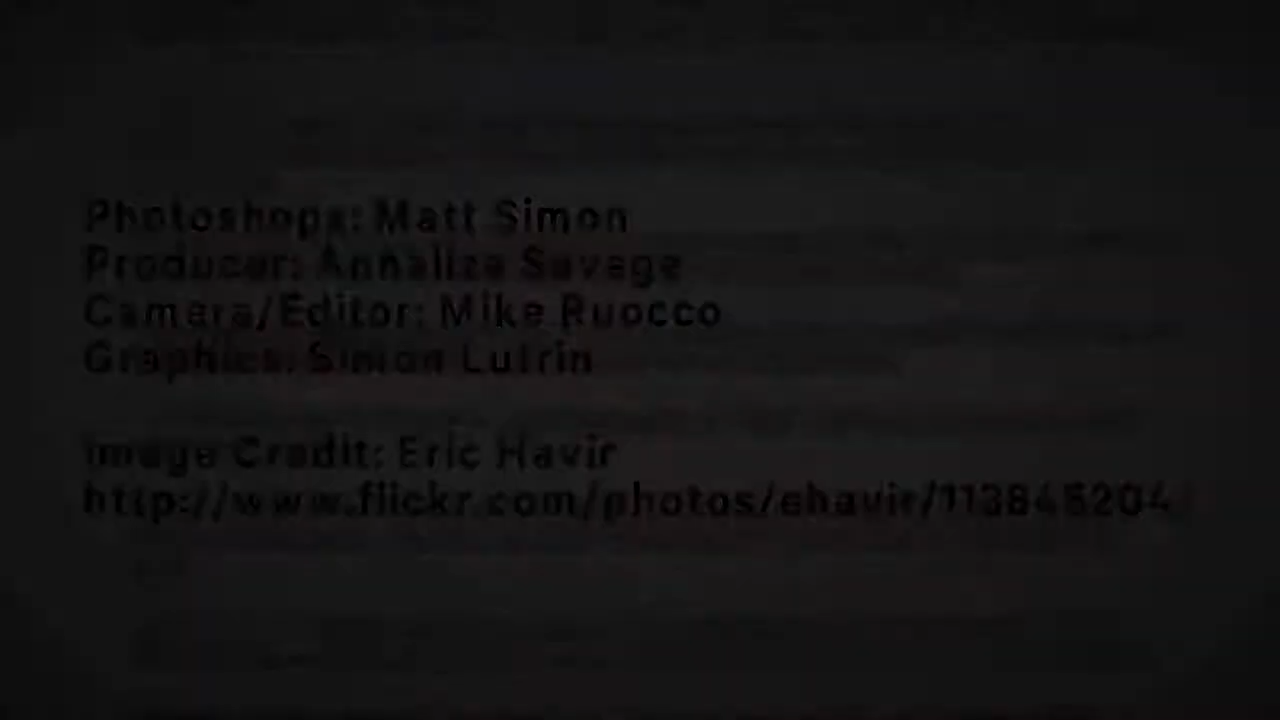 Photoshops: Matt Simon
Producer: Annaliza Savage
Camera/Editor: Mike Ruocco
Graphics: Simon Lutrin
Image Credit: Eric Havir
http://www.flickr.com/photos/ehavir/113845204/